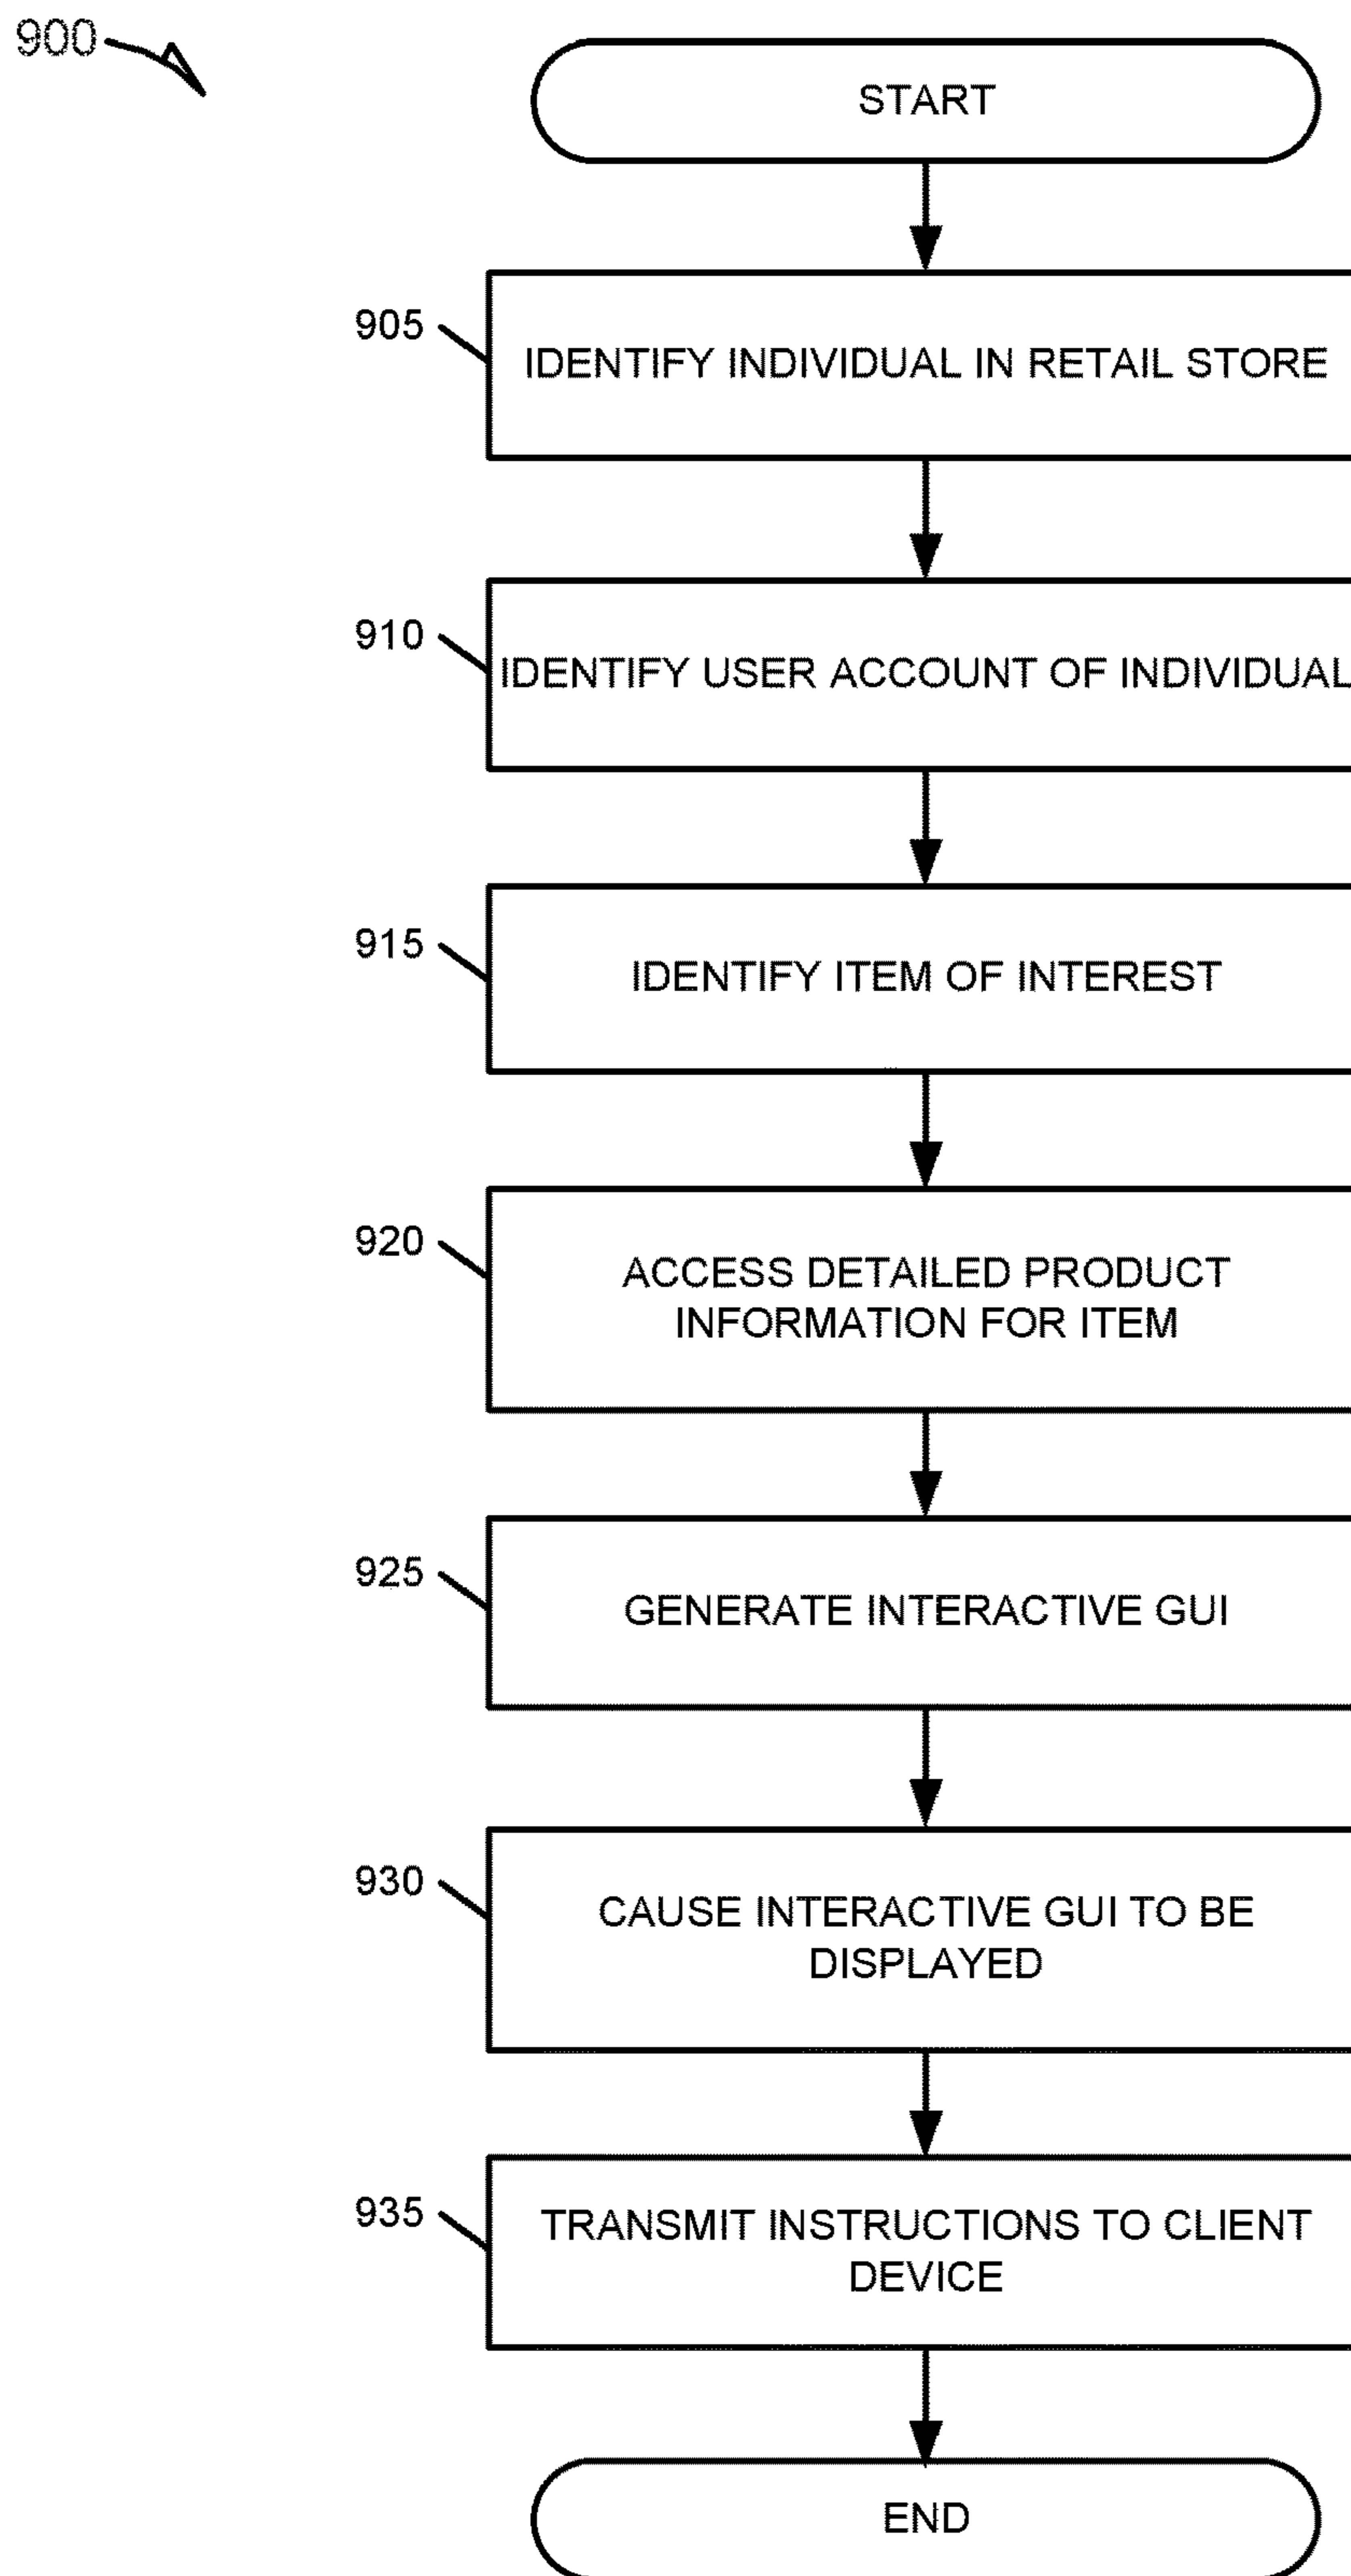 900
START
905
IDENTIFY INDIVIDUAL IN RETAIL STORE
910
IDENTIFY USER ACCOUNT OF INDIVIDUAL
915
IDENTIFY ITEM OF INTEREST
920
ACCESS DETAILED PRODUCT
INFORMATION FOR ITEM
925
GENERATE INTERACTIVE GUI
930
CAUSE INTERACTIVE GUI TO BE
DISPLAYED
935
TRANSMIT INSTRUCTIONS TO CLIENT
DEVICE
END